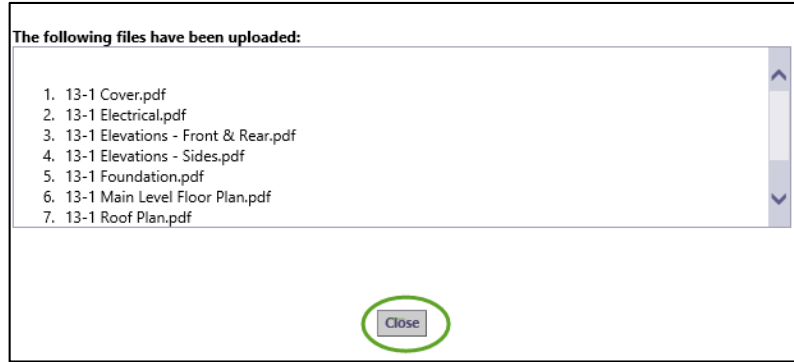 The following files have been uploaded:
1. 13-1 Cover.pdf
2. 13-1 Electrical.pdf
3. 13-1 Elevations - Front & Rear.pdf
4. 13-1 Elevations - Sides.pdf
5. 13-1 Foundation.pdf
6. 13-1 Main Level Floor Plan.pdf
7. 13-1 Roof Plan.pdf
Close